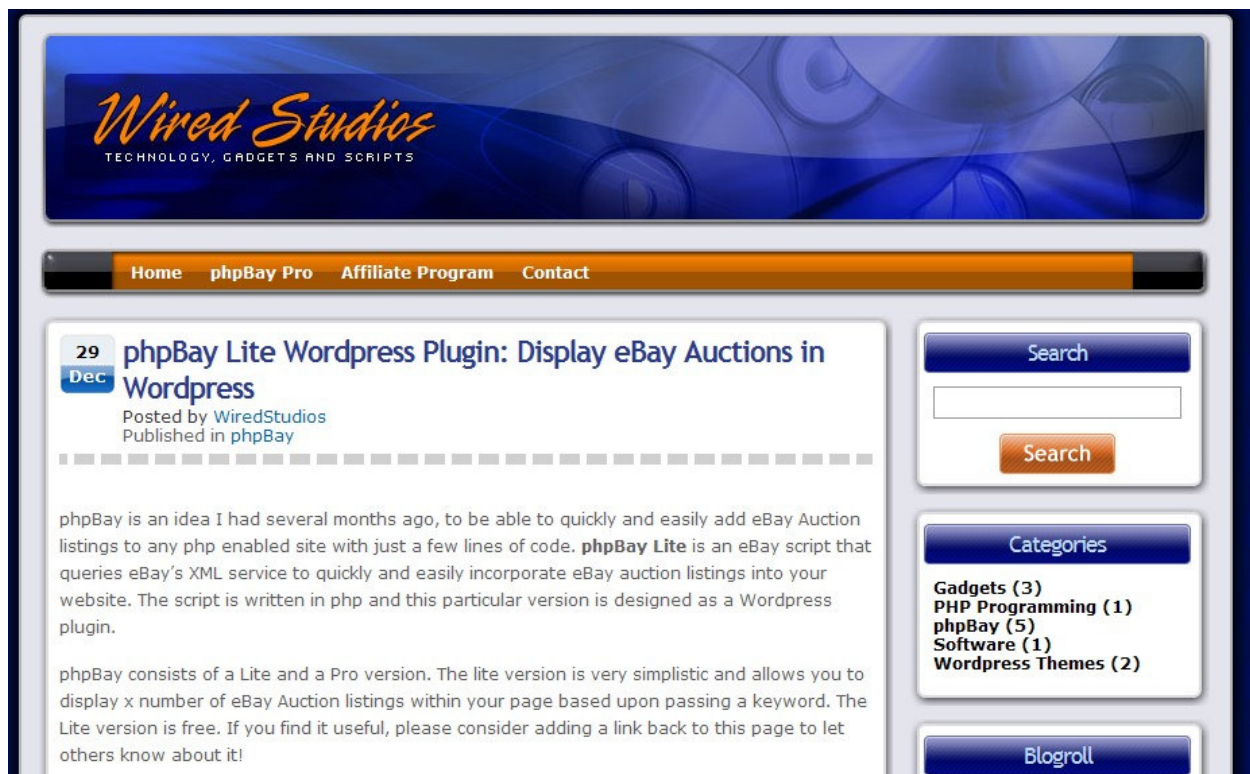 Wired Studios
TECHNOLOGY, GADGETS AND SCRIPTS
Home phpBay Pro Affiliate Program Contact
29
Dec
phpBay Lite Wordpress Plugin: Display eBay Auctions in
Wordpress
Posted by WiredStudios
Published in phpBay
phpBay is an idea I had several months ago, to be able to quickly and easily add eBay Auction
listings to any php enabled site with just a few lines of code. phpBay Lite is an eBay script that
queries eBay's XML service to quickly and easily incorporate eBay auction listings into your
website. The script is written in php and this particular version is designed as a Wordpress
plugin.
phpBay consists of a Lite and a Pro version. The lite version is very simplistic and allows you to
display x number of eBay Auction listings within your page based upon passing a keyword. The
Lite version is free. If you find it useful, please consider adding a link back to this page to let
others know about it!
Search
Search
Categories
Gadgets (3)
PHP Programming (1)
phpBay (5)
Software (1)
Wordpress Themes (2)
Blogroll